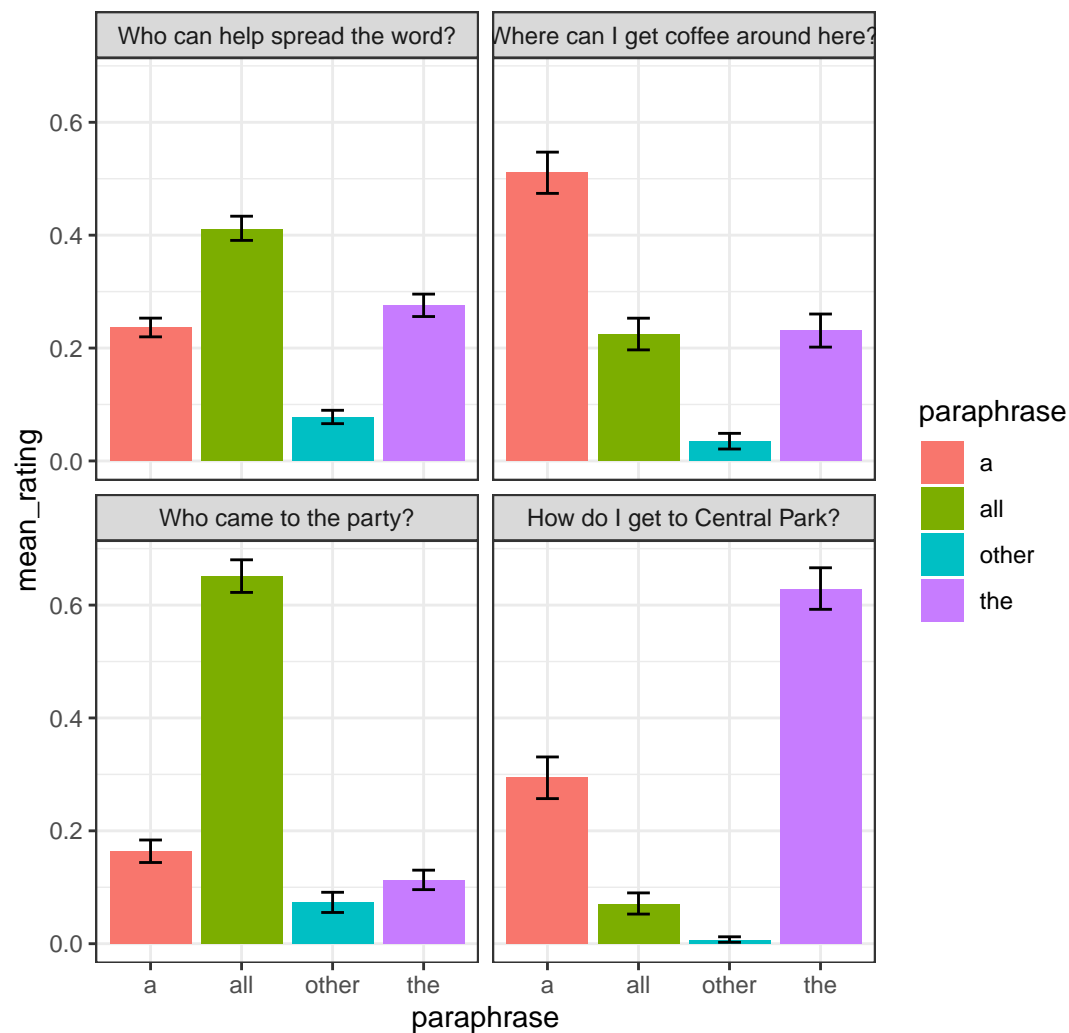 Who can help spread the word?
Where can I get coffee around here?
0.6
0.4
0.2
0.0
Who came to the party?
How do I get to Central Park?
0.6
0.4
0.2
0.0
mean_rating
a all other the
a all other the
paraphrase
paraphrase
a
all
other
the